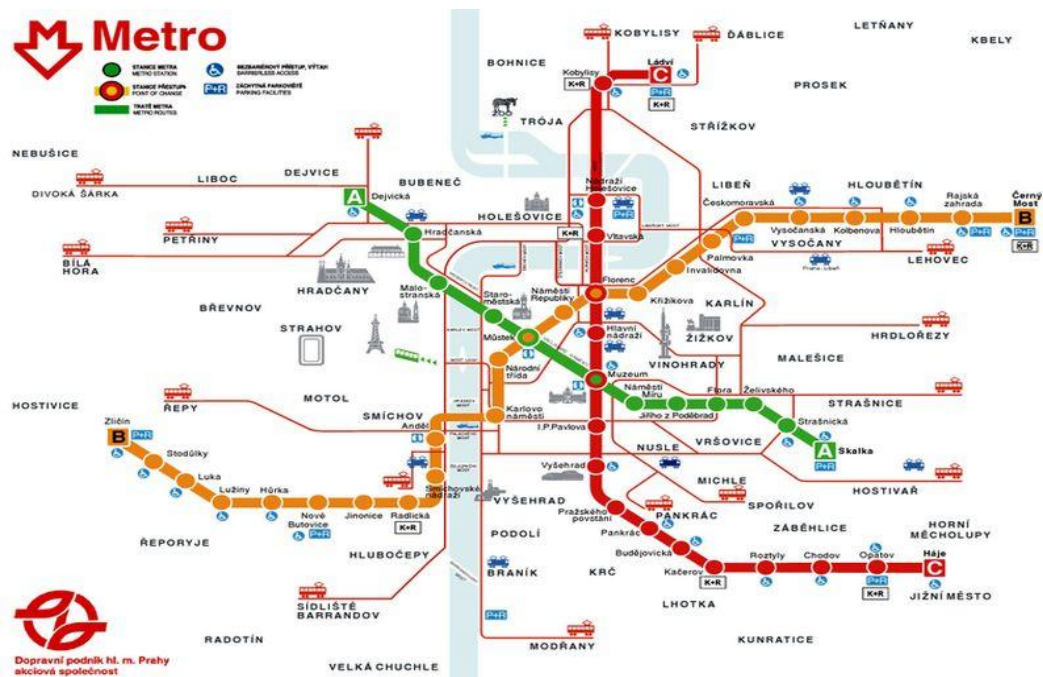 Metro
STANICE METRA
METRO STATION
STANICE PŘESTUPU
POINT OF CHANGE
TRATĚ METRA
METRO ROUTES
BEZBARIÉROVÝ PŘÍSTUP, VÝTAH
BARRIERLESS ACCESS
P+R
ZÁCHYTNÁ PARKOVIŠTĚ
PARKING FACILITIES
KOBYLISY
ĎÁBLICE
LETŇANY
KBELY
BOHNICE
Kobylisy
K+R
Ládví
C
P+R
K+R
PROSEK
ZOO
TRÓJA
STŘÍŽKOV
NEBUŠICE
LIBOC
DEJVICE
DIVOKÁ ŠÁRKA
A
Dejvická
BUBENEČ
Nádraží
Holešovice
P+R
LIBEŇ
HLOUBĚTÍN
Českomoravská
Rajská
zahrada
Černý
Most
B
HOLEŠOVICE
K+R
Vltavská
P+R
Vysočanská
Kolbenova
Hloubětín
P+R
P+R
K+R
VYSOČANY
PETŘINY
Hradčanská
Palmovka
Invalidovna
LEHOVEC
BÍLÁ
HORA
HRADČANY
Malo-
stranská
Staro-
městská
Náměstí
Republiky
Florenc
Křižíkova
KARLÍN
BŘEVNOV
STRAHOV
Můstek
Hlavní
nádraží
ŽIŽKOV
HRDLOŘEZY
VINOHRADY
MALEŠICE
Národní
třída
Muzeum
Náměstí
Míru
Flora
Želivského
Jiřího z Poděbrad
STRAŠNICE
HOSTIVICE
ŘEPY
MOTOL
SMÍCHOV
Karlovo
náměstí
I.P.Pavlova
Strašnická
A
Skalka
P+R
Zličín
B
P+R
Anděl
NUSLE
VRŠOVICE
Stodůlky
Luka
Vyšehrad
MICHLE
HOSTIVAŘ
Smíchovské
nádraží
VYŠEHRAD
SPOŘILOV
Lužiny
Hůrka
Nové
Butovice
P+R
Jinonice
Radlická
K+R
Pražského
povstání
PANKRÁC
Pankrác
ZÁBĚHLICE
HORNÍ
MĚCHOLUPY
ŘEPORYJE
HLUBOČEPY
PODOLÍ
Budějovická
BRANÍK
KRČ
Kačerov
K+R
Roztyly
Chodov
Opatov
P+R
K+R
Háje
C
JIŽNÍ MĚSTO
LHOTKA
SÍDLIŠTĚ
BARRANDOV
P+R
RADOTÍN
MODŘANY
KUNRATICE
VELKÁ CHUCHLE
Dopravní podnik hl. m. Prahy
akciová společnost